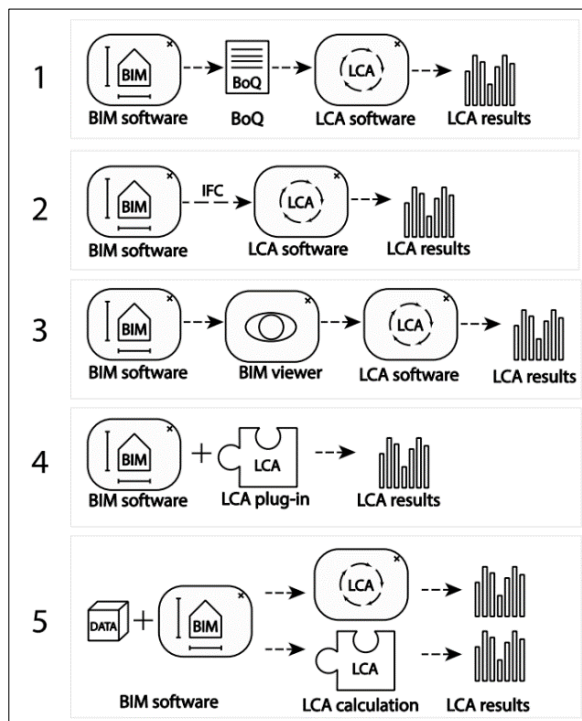 1
BIM
BoQ
LCA
BIM software
BoQ
LCA software
LCA results
2
BIM
IFC
LCA
BIM software
LCA software
LCA results
3
BIM
LCA
BIM software
BIM viewer
LCA software
LCA results
4
BIM
LCA
BIM software
LCA plug-in
LCA results
5
DATA
BIM
LCA
LCA
BIM software
LCA calculation
LCA results